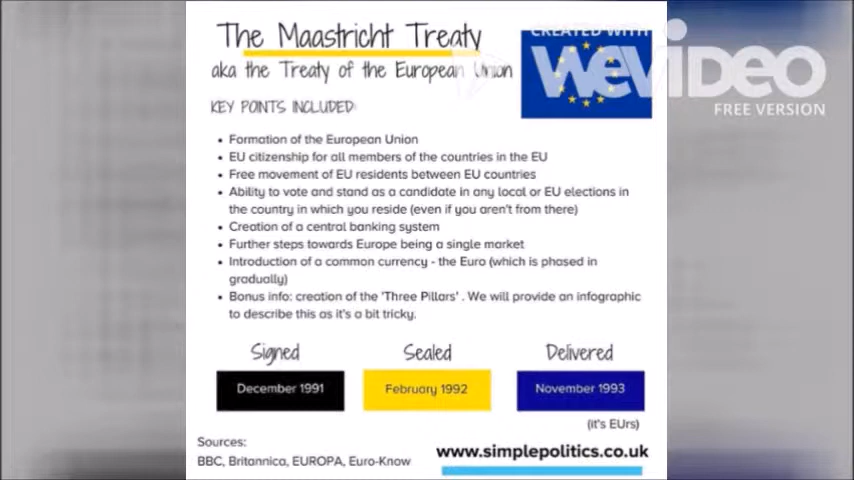 The Maastricht Treaty
aka the Treaty of the European Union
CREATED WITH
WEVIDEO
FREE VERSION
KEY POINTS INCLUDED:
• Formation of the European Union
• EU citizenship for all members of the countries in the EU
• Free movement of EU residents between EU countries
• Ability to vote and stand as a candidate in any local or EU elections in
the country in which you reside (even if you aren't from there)
• Creation of a central banking system
• Further steps towards Europe being a single market
• Introduction of a common currency - the Euro (which is phased in
gradually)
• Bonus info: creation of the 'Three Pillars' . We will provide an infographic
to describe this as it's a bit tricky.
Signed
Sealed
Delivered
December 1991
February 1992
November 1993
(it's EUrs)
Sources:
BBC, Britannica, EUROPA, Euro-Know
www.simplepolitics.co.uk